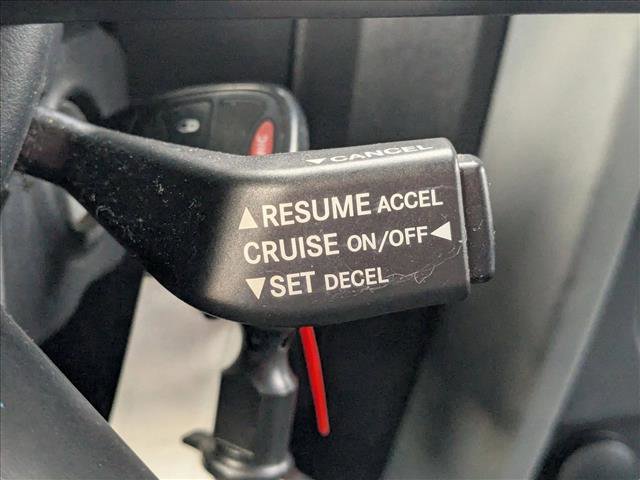 ▼CANCEL
▲RESUME ACCEL
CRUISE ON/OFF◀
▼SET DECEL